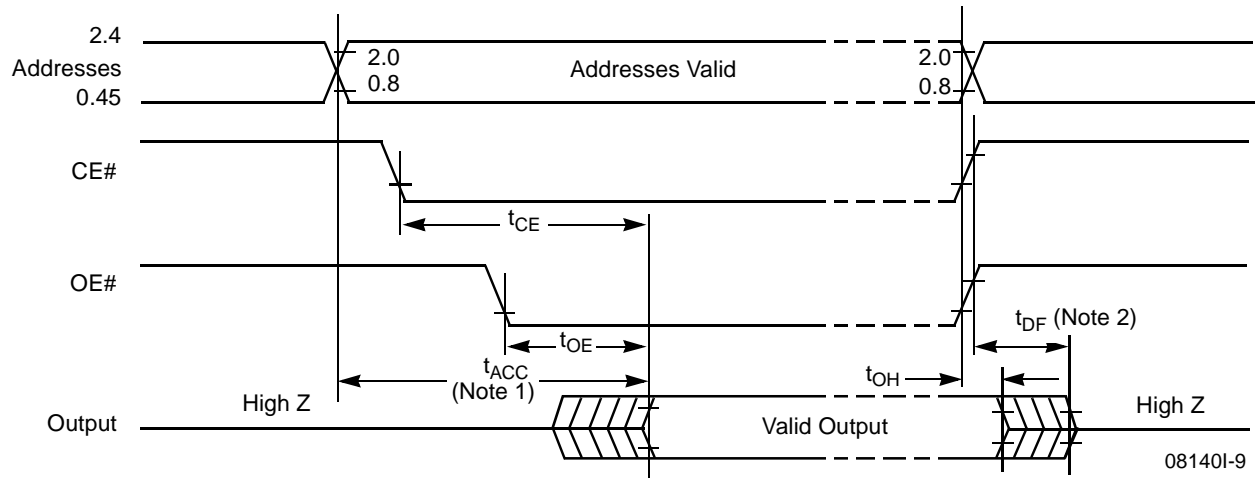 2.4
Addresses
0.45
2.0
0.8
Addresses Valid
2.0
0.8
CE#
tCE
OE#
tOE
tACC
(Note 1)
tOH
tDF (Note 2)
Output
High Z
Valid Output
High Z
08140I-9